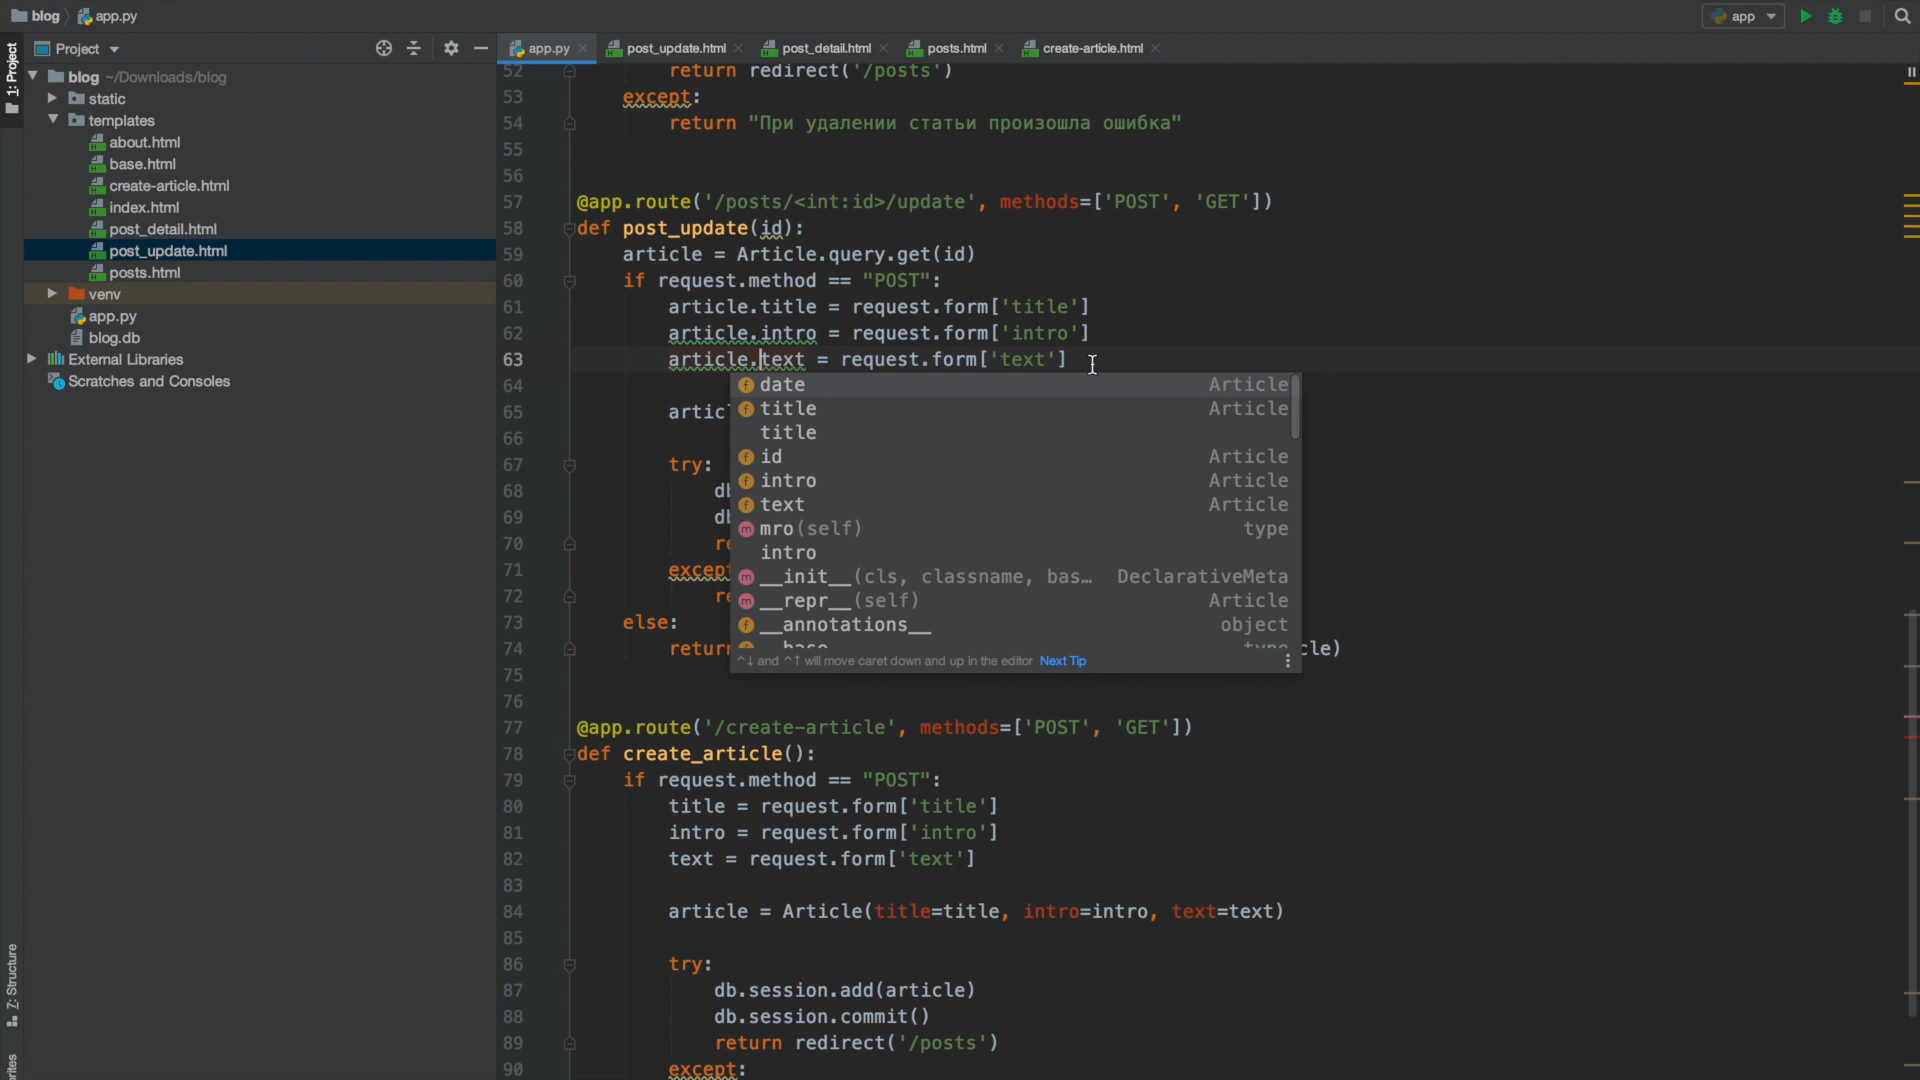 blog app.py
app
Project
app.py post_update.html post_detail.html posts.html create-article.html
1: Project
blog ~/Downloads/blog
static
templates
about.html
base.html
create-article.html
index.html
post_detail.html
post_update.html
posts.html
venv
app.py
blog.db
External Libraries
Scratches and Consoles
Z: Structure
52 return redirect('/posts')
53 except:
54 return "При удалении статьи произошла ошибка"
55
56
57 @app.route('/posts/<int:id>/update', methods=['POST', 'GET'])
58 def post_update(id):
59 article = Article.query.get(id)
60 if request.method == "POST":
61 article.title = request.form['title']
62 article.intro = request.form['intro']
63 article.text = request.form['text']
64
65 artic
66
67 try:
68 db
69 db
70 re
71 except
72 re
73 else:
74 return cle)
75
76
date Article
title Article
title
id Article
intro Article
text Article
mro(self) type
intro
__init__(cls, classname, bas… DeclarativeMeta
__repr__(self) Article
__annotations__ object
^↓ and ^↑ will move caret down and up in the editor Next Tip
77 @app.route('/create-article', methods=['POST', 'GET'])
78 def create_article():
79 if request.method == "POST":
80 title = request.form['title']
81 intro = request.form['intro']
82 text = request.form['text']
83
84 article = Article(title=title, intro=intro, text=text)
85
86 try:
87 db.session.add(article)
88 db.session.commit()
89 return redirect('/posts')
90 except: